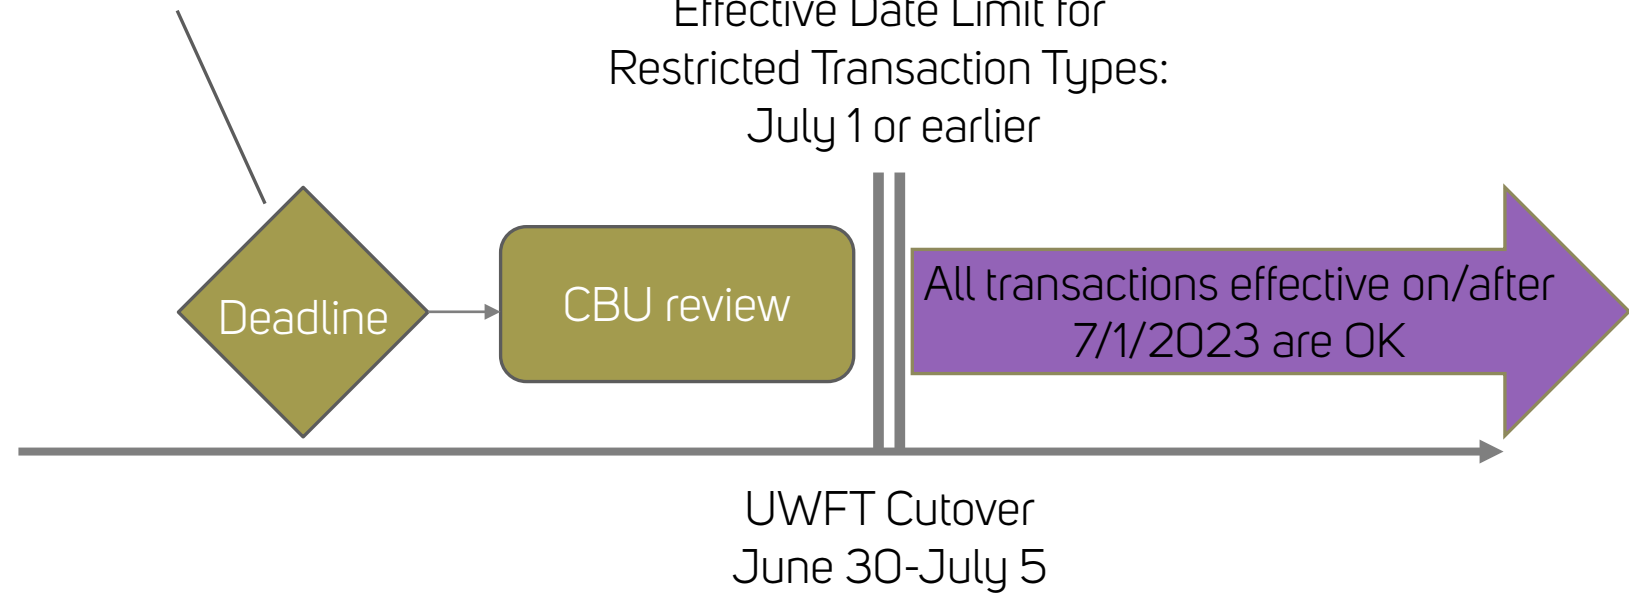 Effective Date Limit for
Restricted Transaction Types:
July 1 or earlier
Deadline
CBU review
All transactions effective on/after
7/1/2023 are OK
UWFT Cutover
June 30-July 5